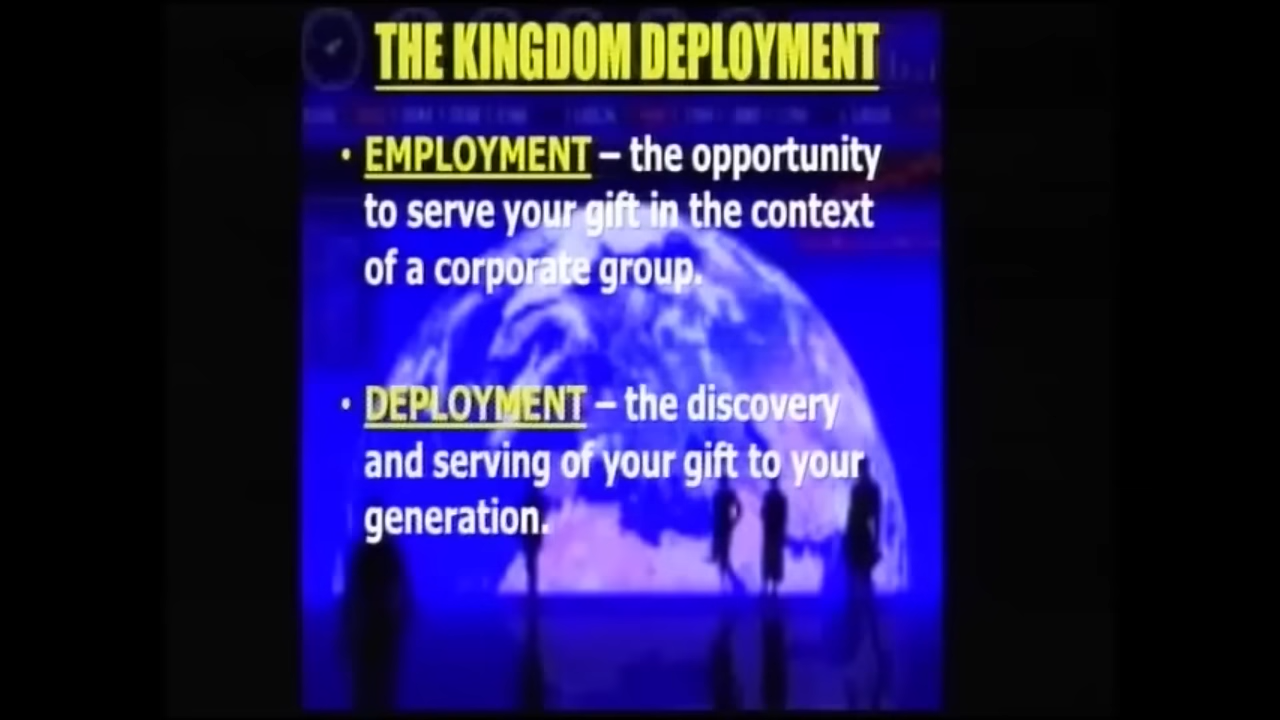 THE KINGDOM DEPLOYMENT
• EMPLOYMENT – the opportunity
to serve your gift in the context
of a corporate group.
• DEPLOYMENT – the discovery
and serving of your gift to your
generation.